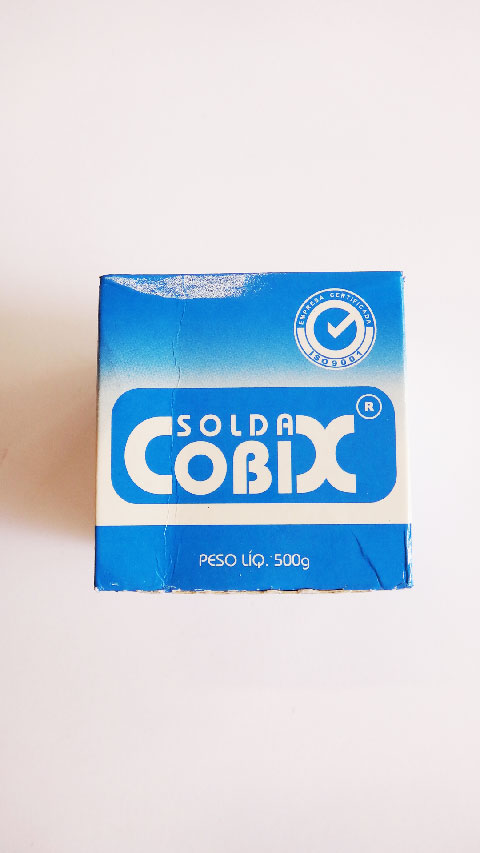 EMPRESA CERTIFICADA
ISO9001
SOLDA
COBIX
®
PESO LÍQ. 500g